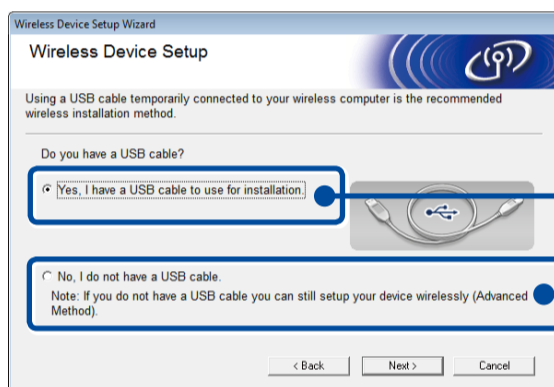 Wireless Device Setup Wizard
Wireless Device Setup
Using a USB cable temporarily connected to your wireless computer is the recommended
wireless installation method.
Do you have a USB cable?
Yes, I have a USB cable to use for installation.
No, I do not have a USB cable.
Note: If you do not have a USB cable you can still setup your device wirelessly (Advanced
Method).
< Back
Next >
Cancel